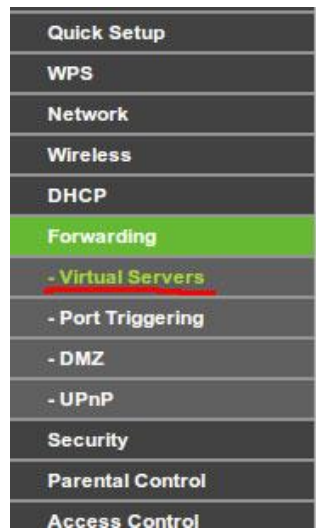 Quick Setup
WPS
Network
Wireless
DHCP
Forwarding
- Virtual Servers
- Port Triggering
- DMZ
- UPnP
Security
Parental Control
Access Control